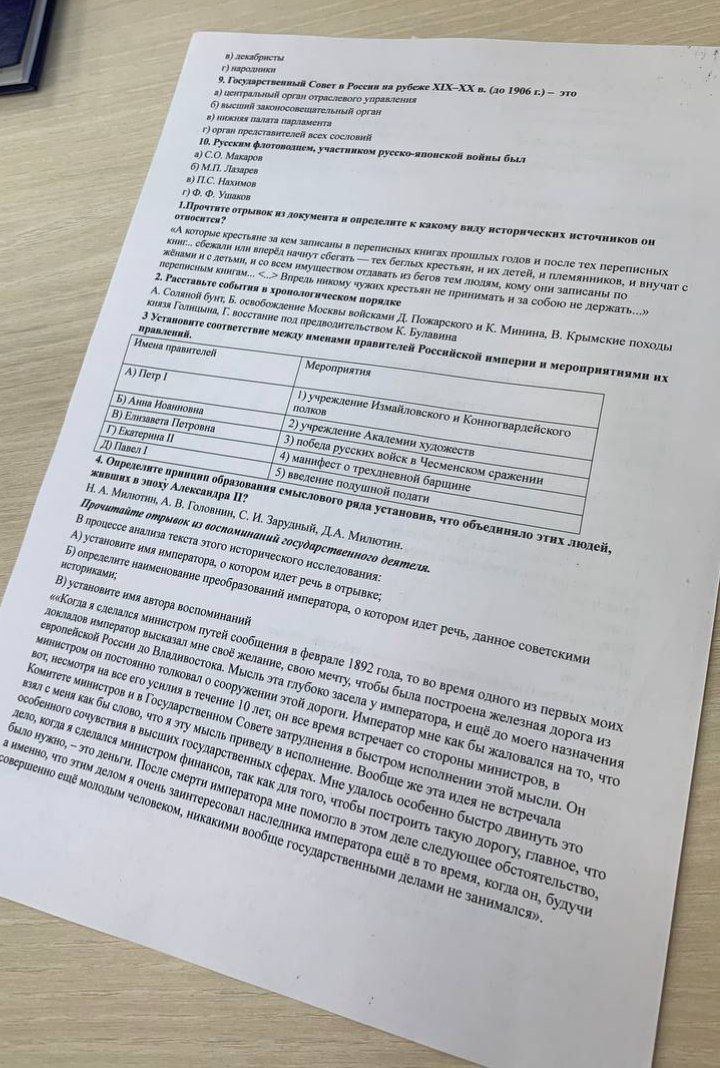 в) декабристы
г) народники
9. Государственный Совет в России на рубеже XIX–XX в. (до 1906 г.) – это
а) центральный орган отраслевого управления
б) высший законосовещательный орган
в) нижняя палата парламента
г) орган представителей всех сословий
10. Русским флотоводцем, участником русско-японской войны был
а) С.О. Макаров
б) М.П. Лазарев
в) П.С. Нахимов
г) Ф. Ф. Ушаков
1.Прочтите отрывок из документа и определите к какому виду исторических источников он
относится?
«А которые крестьяне за кем записаны в переписных книгах прошлых годов и после тех переписных
книг... сбежали или вперёд начнут сбегать — тех беглых крестьян, и их детей, и племянников, и внучат с
жёнами и с детьми, и со всем имуществом отдавать из бегов тем людям, кому они записаны по
переписным книгам... <...> Впредь никому чужих крестьян не принимать и за собою не держать...»
2. Расставьте события в хронологическом порядке
А. Соляной бунт, Б. освобождение Москвы войсками Д. Пожарского и К. Минина, В. Крымские походы
князя Голицына, Г. восстание под предводительством К. Булавина
3 Установите соответствие между именами правителей Российской империи и мероприятиями их
правлений.
Имена правителей
Мероприятия
А) Петр I
1) учреждение Измайловского и Конногвардейского
полков
Б) Анна Иоанновна
2) учреждение Академии художеств
В) Елизавета Петровна
3) победа русских войск в Чесменском сражении
Г) Екатерина II
4) манифест о трехдневной барщине
Д) Павел I
5) введение подушной подати
4. Определите принцип образования смыслового ряда установив, что объединяло этих людей,
живших в эпоху Александра II?
Н. А. Милютин, А. В. Головнин, С. И. Зарудный, Д.А. Милютин.
Прочитайте отрывок из воспоминаний государственного деятеля.
В процессе анализа текста этого исторического исследования:
А) установите имя императора, о котором идет речь в отрывке;
Б) определите наименование преобразований императора, о котором идет речь, данное советскими
историками;
В) установите имя автора воспоминаний
««Когда я сделался министром путей сообщения в феврале 1892 года, то во время одного из первых моих
докладов император высказал мне своё желание, свою мечту, чтобы была построена железная дорога из
европейской России до Владивостока. Мысль эта глубоко засела у императора, и ещё до моего назначения
министром он постоянно толковал о сооружении этой дороги. Император мне как бы жаловался на то, что
вот, несмотря на все его усилия в течение 10 лет, он все время встречает со стороны министров, в
Комитете министров и в Государственном Совете затруднения в быстром исполнении этой мысли. Он
взял с меня как бы слово, что я эту мысль приведу в исполнение. Вообще же эта идея не встречала
особенного сочувствия в высших государственных сферах. Мне удалось особенно быстро двинуть это
дело, когда я сделался министром финансов, так как для того, чтобы построить такую дорогу, главное, что
было нужно, – это деньги. После смерти императора мне помогло в этом деле следующее обстоятельство,
а именно, что этим делом я очень заинтересовал наследника императора ещё в то время, когда он, будучи
совершенно ещё молодым человеком, никакими вообще государственными делами не занимался».